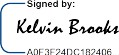 Signed by:
Kelvin Brooks
A0F3F24DC182406